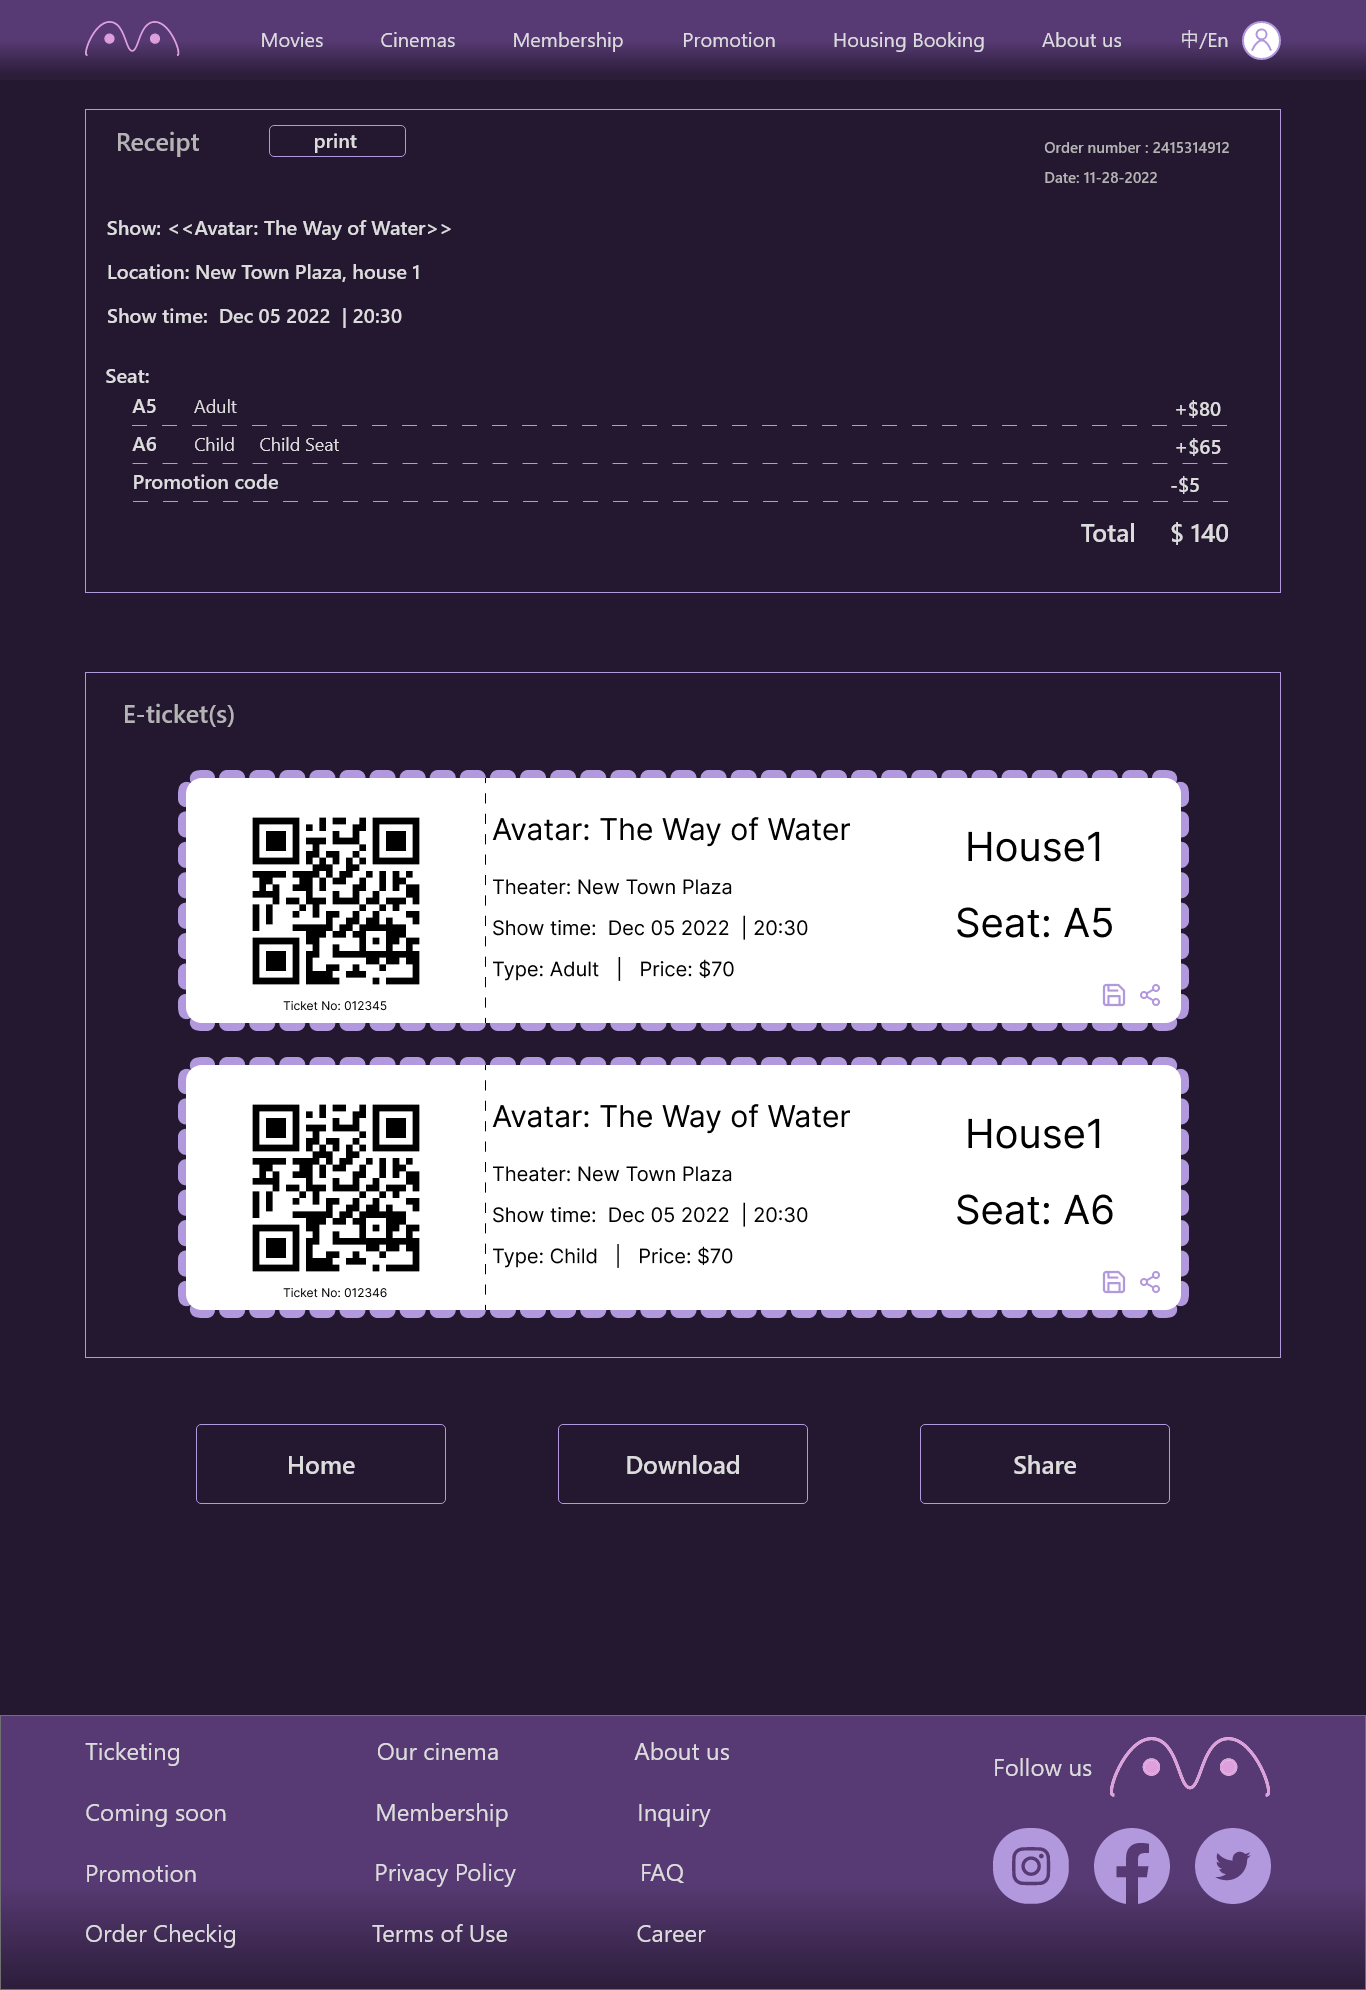 Movies Cinemas Membership Promotion Housing Booking About us 中/En
Receipt print
Order number : 2415314912
Date: 11-28-2022
Show: <<Avatar: The Way of Water>>
Location: New Town Plaza, house 1
Show time: Dec 05 2022 | 20:30
Seat:
A5 Adult +$80
A6 Child Child Seat +$65
Promotion code -$5
Total $ 140
E-ticket(s)
Avatar: The Way of Water
Theater: New Town Plaza
Show time: Dec 05 2022 | 20:30
Type: Adult | Price: $70
House1
Seat: A5
Ticket No: 012345
Avatar: The Way of Water
Theater: New Town Plaza
Show time: Dec 05 2022 | 20:30
Type: Child | Price: $70
House1
Seat: A6
Ticket No: 012346
Home Download Share
Ticketing
Coming soon
Promotion
Order Checkig
Our cinema
Membership
Privacy Policy
Terms of Use
About us
Inquiry
FAQ
Career
Follow us